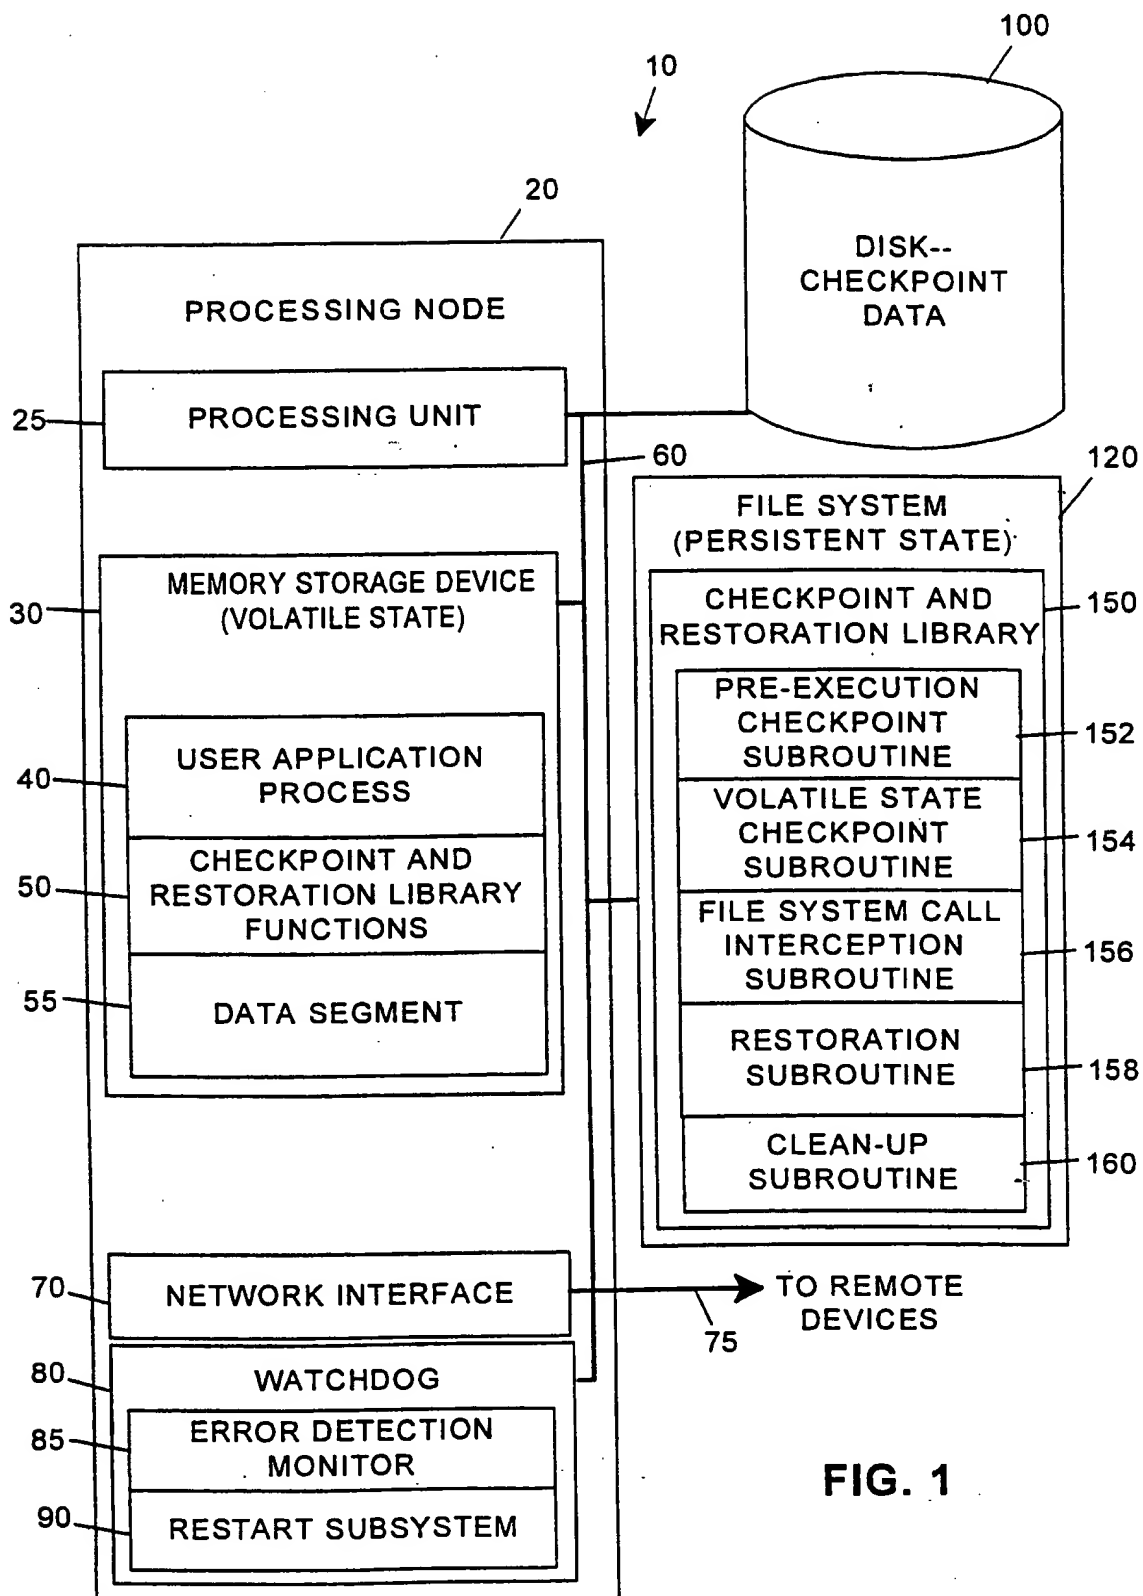 100
10
20
DISK--
CHECKPOINT
DATA
PROCESSING NODE
25
PROCESSING UNIT
60
120
FILE SYSTEM
(PERSISTENT STATE)
30
MEMORY STORAGE DEVICE
(VOLATILE STATE)
CHECKPOINT AND
RESTORATION LIBRARY
150
PRE-EXECUTION
CHECKPOINT
SUBROUTINE
152
40
USER APPLICATION
PROCESS
VOLATILE STATE
CHECKPOINT
SUBROUTINE
154
50
CHECKPOINT AND
RESTORATION LIBRARY
FUNCTIONS
FILE SYSTEM CALL
INTERCEPTION
SUBROUTINE
156
55
DATA SEGMENT
RESTORATION
SUBROUTINE
158
CLEAN-UP
SUBROUTINE
160
70
NETWORK INTERFACE
75
TO REMOTE
DEVICES
80
WATCHDOG
85
ERROR DETECTION
MONITOR
90
RESTART SUBSYSTEM
FIG. 1